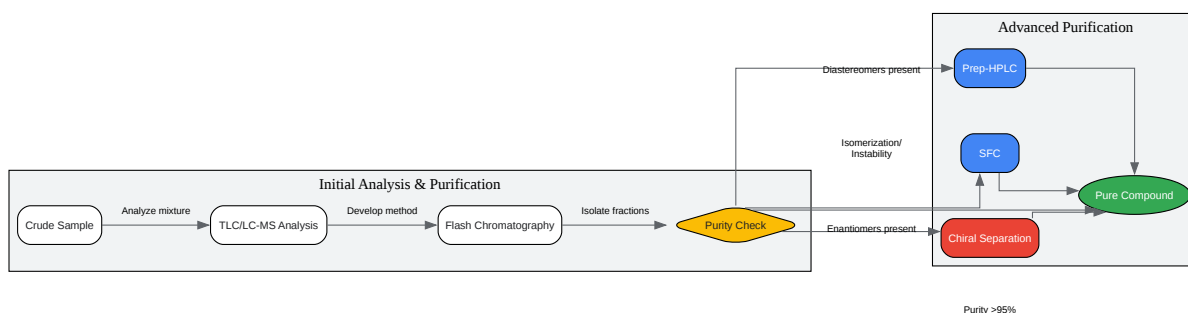 Advanced Purification
Diastereomers present
Prep-HPLC
Isomerization/
Instability
SFC
Initial Analysis & Purification
Pure Compound
Crude Sample
Analyze mixture
TLC/LC-MS Analysis
Develop method
Flash Chromatography
Isolate fractions
Purity Check
Enantiomers present
Chiral Separation
Purity >95%